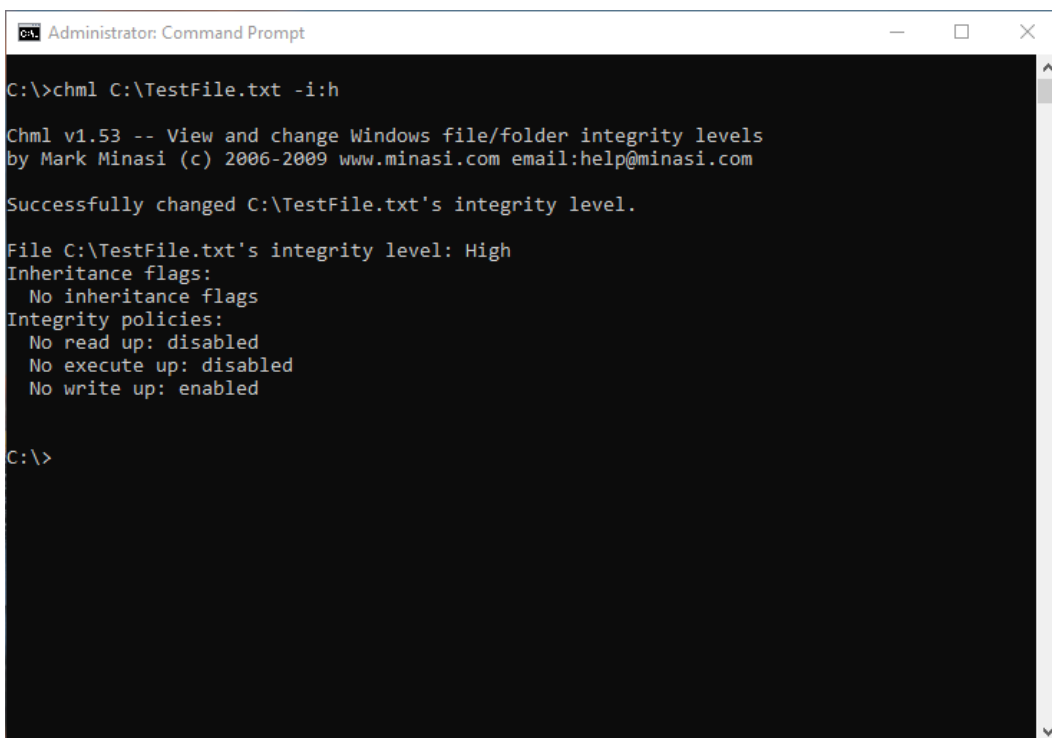 Administrator: Command Prompt
C:\>chml C:\TestFile.txt -i:h
Chml v1.53 -- View and change Windows file/folder integrity levels
by Mark Minasi (c) 2006-2009 www.minasi.com email:help@minasi.com
Successfully changed C:\TestFile.txt's integrity level.
File C:\TestFile.txt's integrity level: High
Inheritance flags:
  No inheritance flags
Integrity policies:
  No read up: disabled
  No execute up: disabled
  No write up: enabled
C:\>